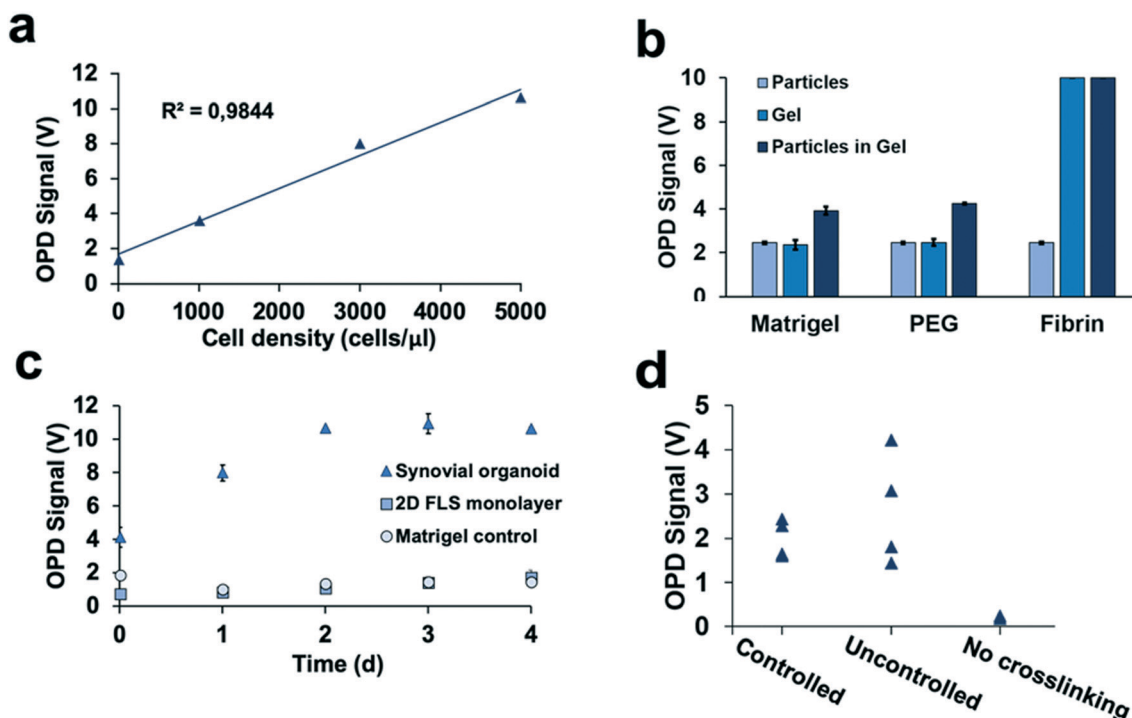 a
R² = 0,9844
OPD Signal (V)
12
10
8
6
4
2
0
0 1000 2000 3000 4000 5000
Cell density (cells/µl)
b
Particles
Gel
Particles in Gel
OPD Signal (V)
10
8
6
4
2
0
Matrigel PEG Fibrin
c
Synovial organoid
2D FLS monolayer
Matrigel control
OPD Signal (V)
12
10
8
6
4
2
0
0 1 2 3 4
Time (d)
d
OPD Signal (V)
5
4
3
2
1
0
Controlled
Uncontrolled
No crosslinking